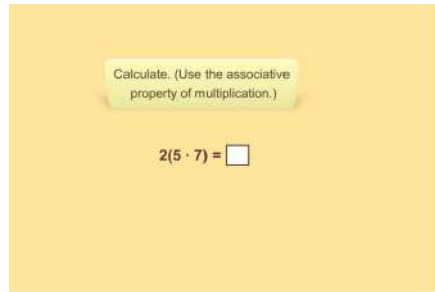 Calculate. (Use the associative
property of multiplication.)
2(5 · 7) =